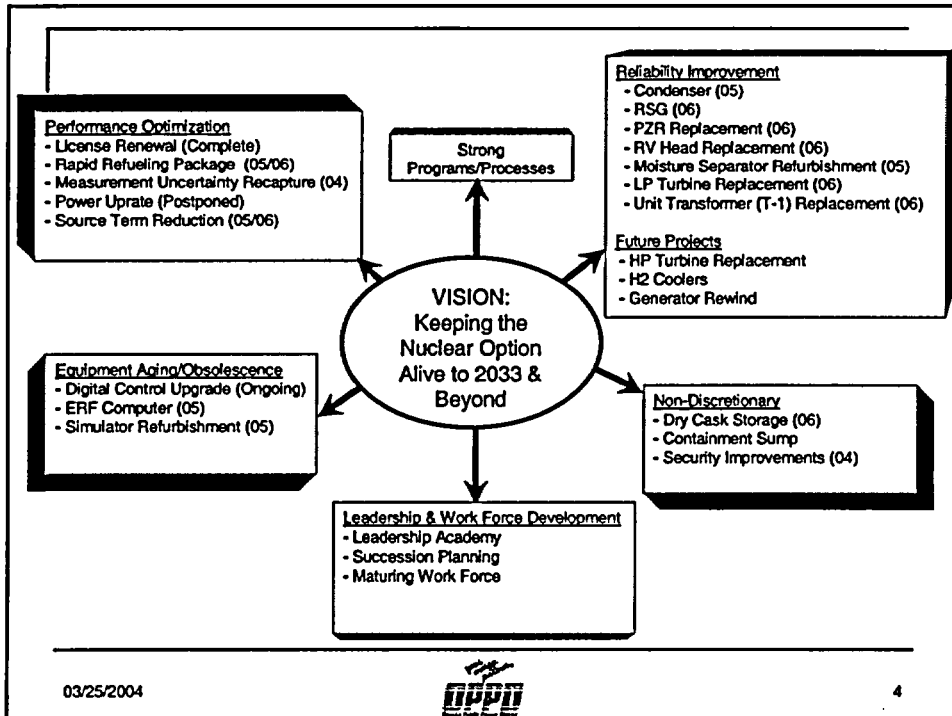 Performance Optimization
- License Renewal (Complete)
- Rapid Refueling Package (05/06)
- Measurement Uncertainty Recapture (04)
- Power Uprate (Postponed)
- Source Term Reduction (05/06)
Strong
Programs/Processes
Reliability Improvement
- Condenser (05)
- RSG (06)
- PZR Replacement (06)
- RV Head Replacement (06)
- Moisture Separator Refurbishment (05)
- LP Turbine Replacement (06)
- Unit Transformer (T-1) Replacement (06)
Future Projects
- HP Turbine Replacement
- H2 Coolers
- Generator Rewind
VISION:
Keeping the
Nuclear Option
Alive to 2033 &
Beyond
Equipment Aging/Obsolescence
- Digital Control Upgrade (Ongoing)
- ERF Computer (05)
- Simulator Refurbishment (05)
Non-Discretionary
- Dry Cask Storage (06)
- Containment Sump
- Security Improvements (04)
Leadership & Work Force Development
- Leadership Academy
- Succession Planning
- Maturing Work Force
03/25/2004
OPPD
4